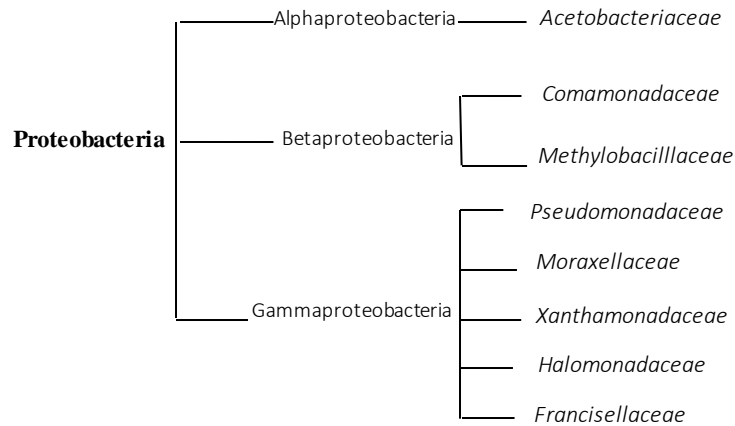 Alphaproteobacteria
Acetobacteriaceae
Comamonadaceae
Proteobacteria
Betaproteobacteria
Methylobacilllaceae
Pseudomonadaceae
Moraxellaceae
Gammaproteobacteria
Xanthamonadaceae
Halomonadaceae
Francisellaceae